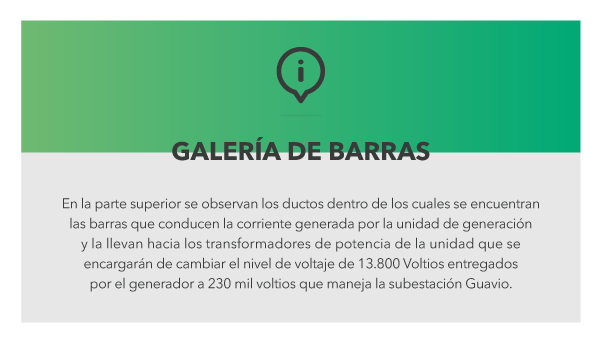 GALERÍA DE BARRAS
En la parte superior se observan los ductos dentro de los cuales se encuentran
las barras que conducen la corriente generada por la unidad de generación
y la llevan hacia los transformadores de potencia de la unidad que se
encargarán de cambiar el nivel de voltaje de 13.800 Voltios entregados
por el generador a 230 mil voltios que maneja la subestación Guavio.